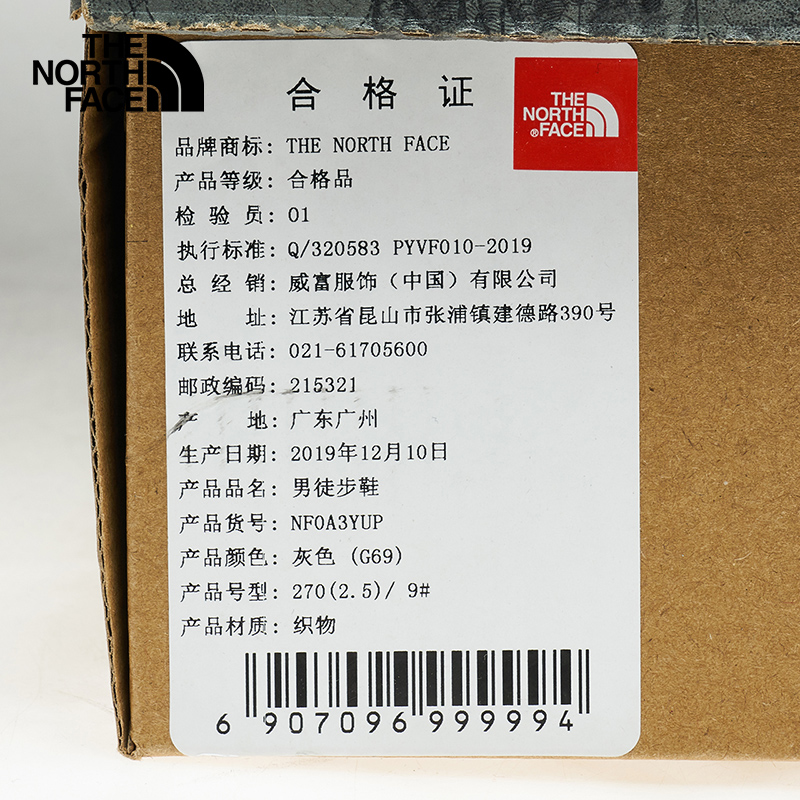 THE
NORTH
FACE
合格证
THE
NORTH
®FACE
品牌商标: THE NORTH FACE
产品等级: 合格品
检 验 员: 01
执行标准: Q/320583 PYVF010-2019
总 经 销: 威富服饰(中国)有限公司
地 址: 江苏省昆山市张浦镇建德路390号
联系电话: 021-61705600
邮政编码: 215321
产 地: 广东广州
生产日期: 2019年12月10日
产品品名: 男徒步鞋
产品货号: NF0A3YUP
产品颜色: 灰色 (G69)
产品号型: 270(2.5)/ 9#
产品材质: 织物
6 907096 999994